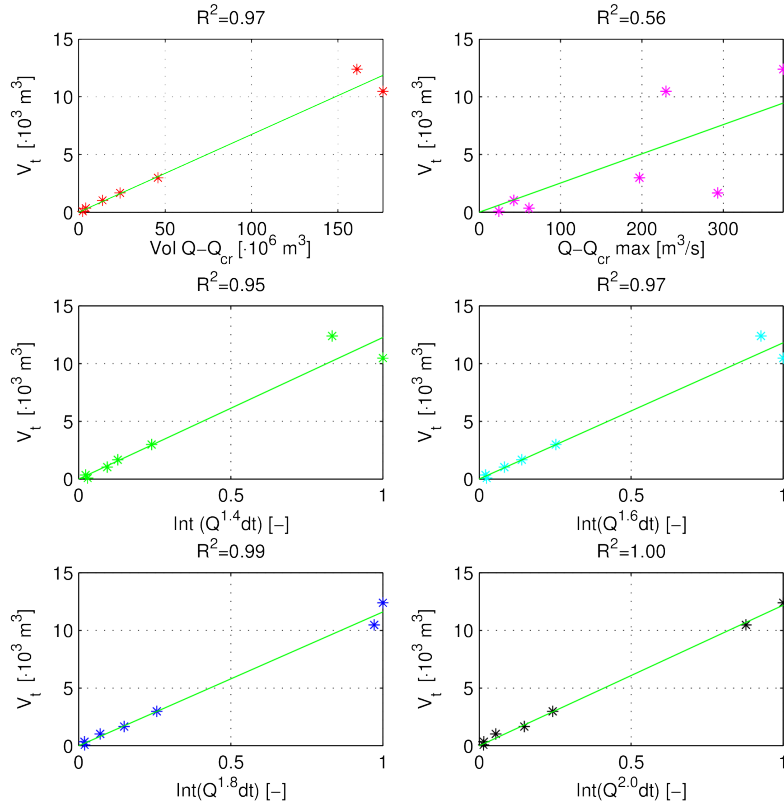 R²=0.97
R²=0.56
15
10
5
0
V_t [·10³ m³]
0 50 100 150
Vol Q−Q_cr [·10⁶ m³]
15
10
5
0
V_t [·10³ m³]
0 100 200 300
Q−Q_cr max [m³/s]
R²=0.95
R²=0.97
15
10
5
0
V_t [·10³ m³]
0 0.5 1
Int (Q^1.4dt) [−]
15
10
5
0
V_t [·10³ m³]
0 0.5 1
Int(Q^1.6dt) [−]
R²=0.99
R²=1.00
15
10
5
0
V_t [·10³ m³]
0 0.5 1
Int(Q^1.8dt) [−]
15
10
5
0
V_t [·10³ m³]
0 0.5 1
Int(Q^2.0dt) [−]